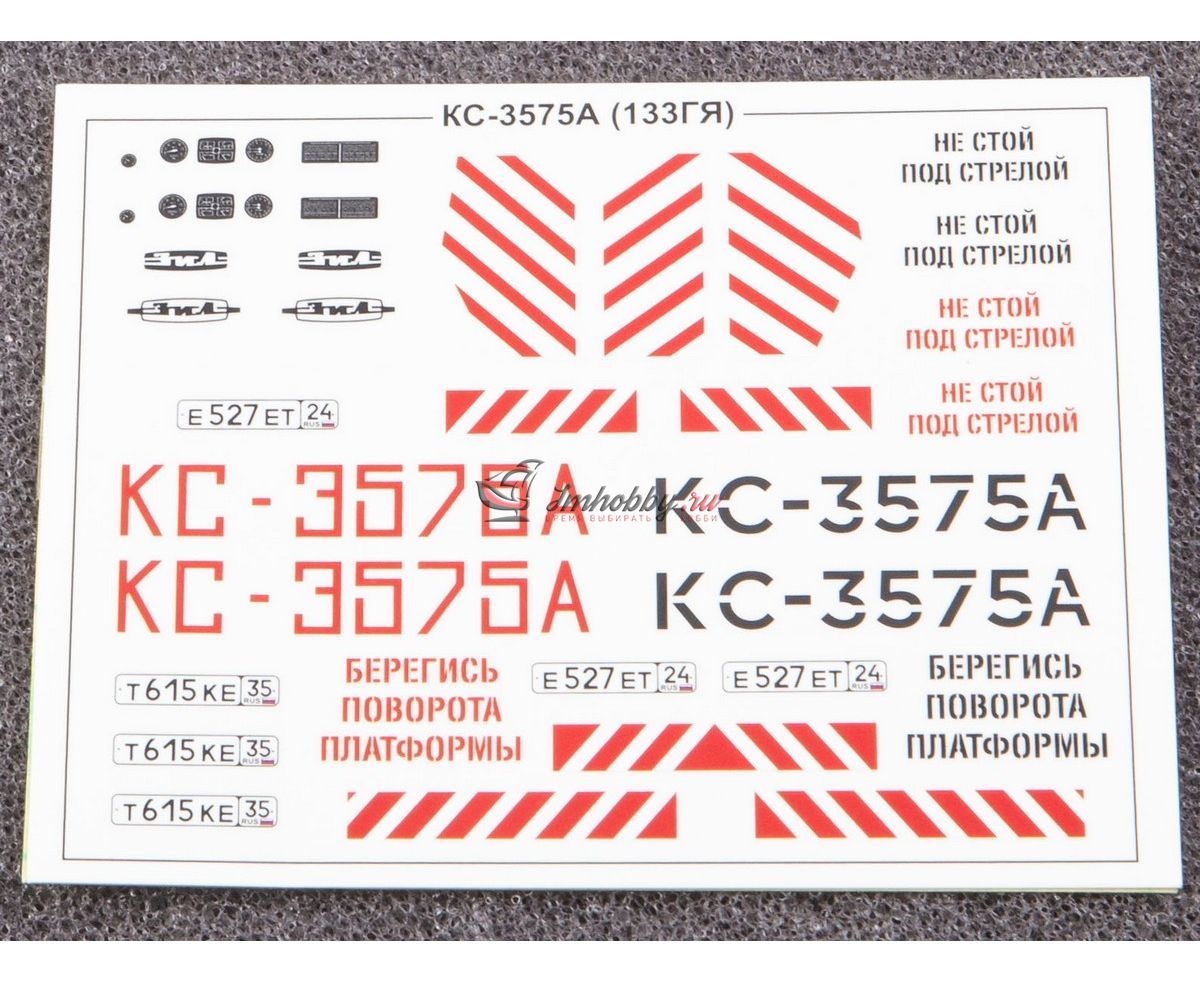 КС-3575А (133ГЯ)
НЕ СТОЙ
ПОД СТРЕЛОЙ
НЕ СТОЙ
ПОД СТРЕЛОЙ
ЗиЛ ЗиЛ
ЗиЛ ЗиЛ
НЕ СТОЙ
ПОД СТРЕЛОЙ
НЕ СТОЙ
ПОД СТРЕЛОЙ
Е 527 ЕТ 24 RUS
КС-3575А КС-3575А
Jmhobby.ru
ВРЕМЯ ВЫБИРАТЬ ХОББИ
КС-3575А КС-3575А
БЕРЕГИСЬ
ПОВОРОТА
ПЛАТФОРМЫ
Е 527 ЕТ 24 RUS Е 527 ЕТ 24 RUS
БЕРЕГИСЬ
ПОВОРОТА
ПЛАТФОРМЫ
Т 615 КЕ 35 RUS
Т 615 КЕ 35 RUS
Т 615 КЕ 35 RUS